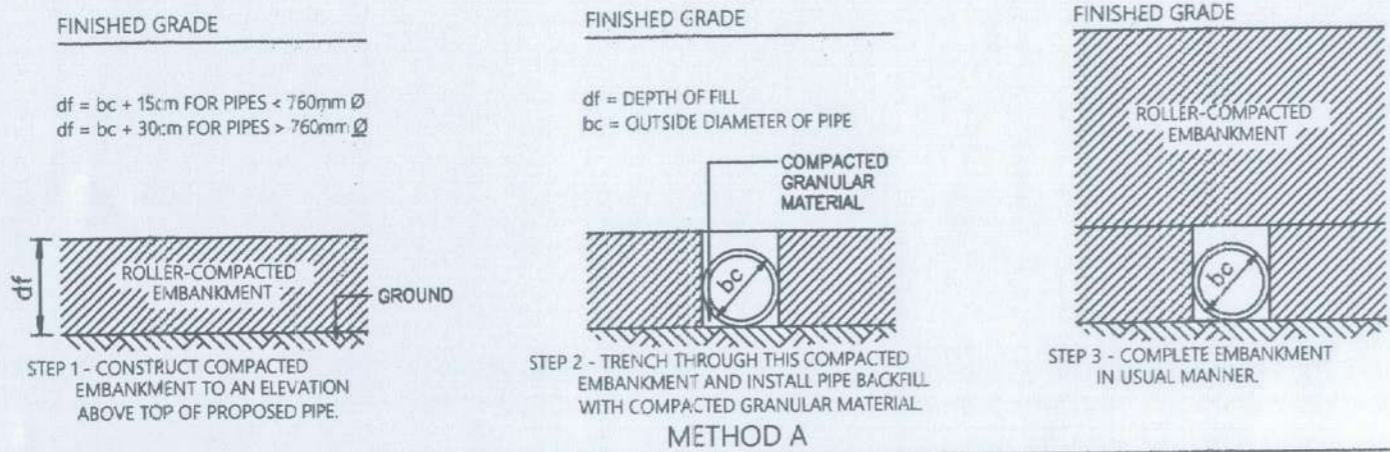 FINISHED GRADE
df = bc + 15cm FOR PIPES < 760mm Ø
df = bc + 30cm FOR PIPES > 760mm Ø
df
ROLLER-COMPACTED
EMBANKMENT
GROUND
STEP 1 - CONSTRUCT COMPACTED
EMBANKMENT TO AN ELEVATION
ABOVE TOP OF PROPOSED PIPE.
FINISHED GRADE
df = DEPTH OF FILL
bc = OUTSIDE DIAMETER OF PIPE
COMPACTED
GRANULAR
MATERIAL
bc
STEP 2 - TRENCH THROUGH THIS COMPACTED
EMBANKMENT AND INSTALL PIPE BACKFILL
WITH COMPACTED GRANULAR MATERIAL.
FINISHED GRADE
ROLLER-COMPACTED
EMBANKMENT
bc
STEP 3 - COMPLETE EMBANKMENT
IN USUAL MANNER.
METHOD A